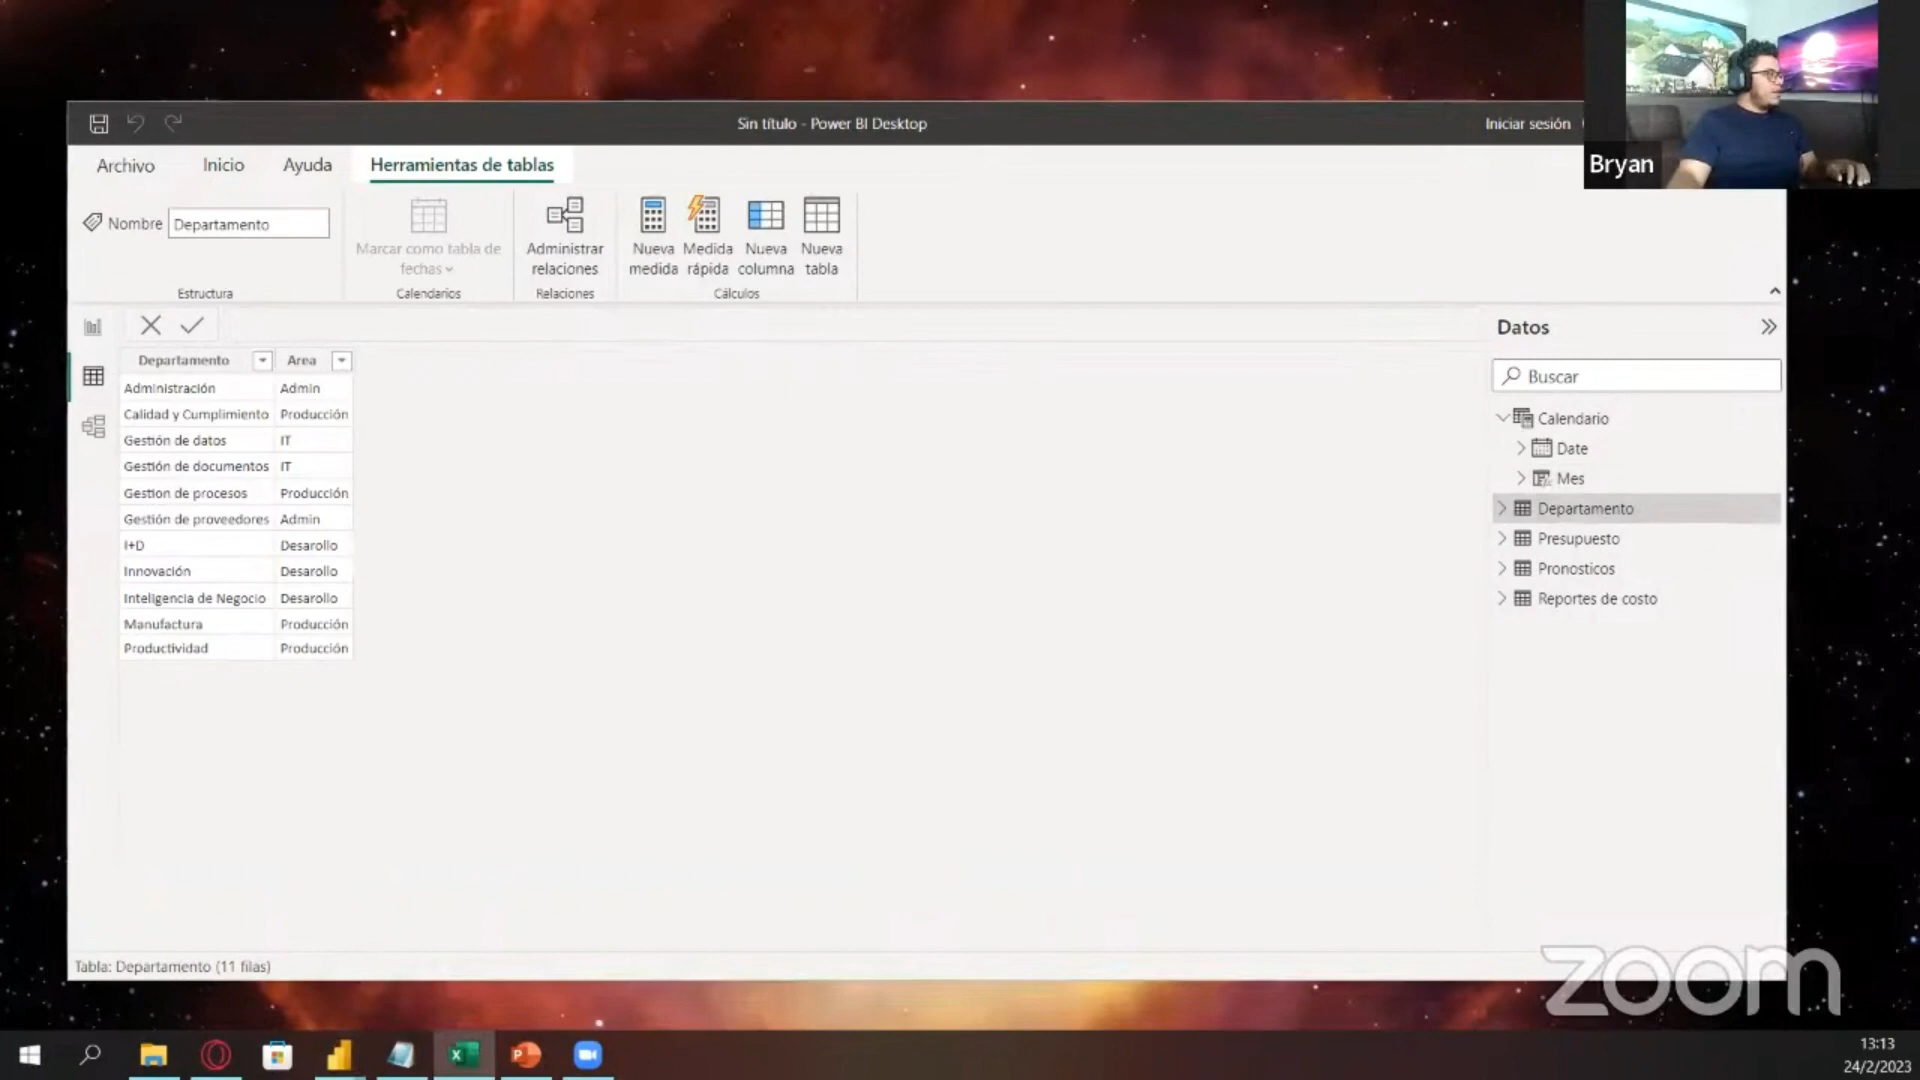 Sin título - Power BI Desktop
Iniciar sesión
Bryan
Archivo
Inicio
Ayuda
Herramientas de tablas
Nombre
Departamento
Marcar como tabla de
fechas
Administrar
relaciones
Nueva
medida
Medida
rápida
Nueva
columna
Nueva
tabla
Estructura
Calendarios
Relaciones
Cálculos
Departamento Area
Administración Admin
Calidad y Cumplimiento Producción
Gestión de datos IT
Gestión de documentos IT
Gestion de procesos Producción
Gestión de proveedores Admin
I+D Desarollo
Innovación Desarollo
Inteligencia de Negocio Desarollo
Manufactura Producción
Productividad Producción
Datos
Buscar
Calendario
Date
Mes
Departamento
Presupuesto
Pronosticos
Reportes de costo
Tabla: Departamento (11 filas)
zoom
13:13
24/2/2023